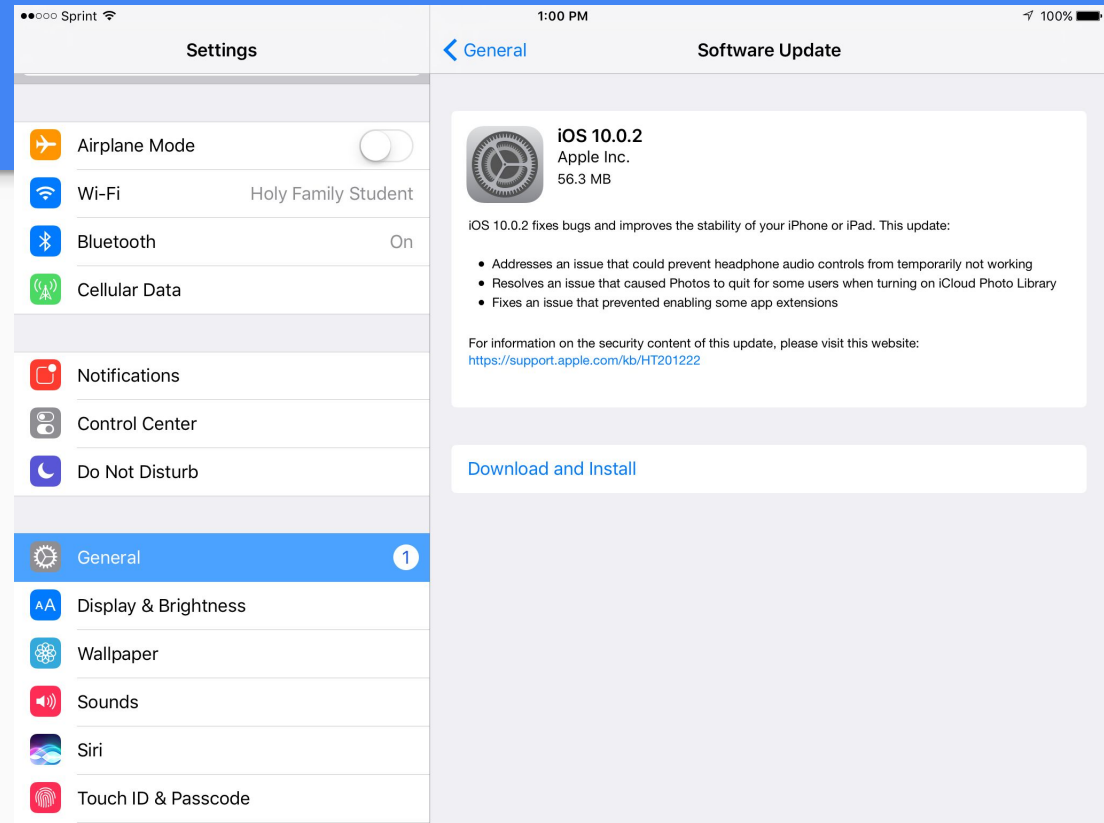 Sprint 1:00 PM 100%
Settings
General Software Update
Airplane Mode
Wi-Fi Holy Family Student
Bluetooth On
Cellular Data
Notifications
Control Center
Do Not Disturb
General 1
AA Display & Brightness
Wallpaper
Sounds
Siri
Touch ID & Passcode
iOS 10.0.2
Apple Inc.
56.3 MB
iOS 10.0.2 fixes bugs and improves the stability of your iPhone or iPad. This update:
• Addresses an issue that could prevent headphone audio controls from temporarily not working
• Resolves an issue that caused Photos to quit for some users when turning on iCloud Photo Library
• Fixes an issue that prevented enabling some app extensions
For information on the security content of this update, please visit this website:
https://support.apple.com/kb/HT201222
Download and Install